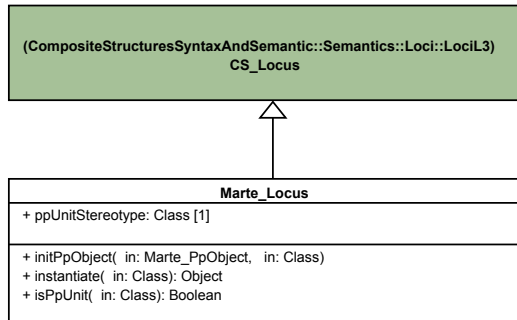 (CompositeStructuresSyntaxAndSemantic::Semantics::Loci::LociL3)
CS_Locus
Marte_Locus
+ ppUnitStereotype: Class [1]
+ initPpObject( in: Marte_PpObject, in: Class)
+ instantiate( in: Class): Object
+ isPpUnit( in: Class): Boolean